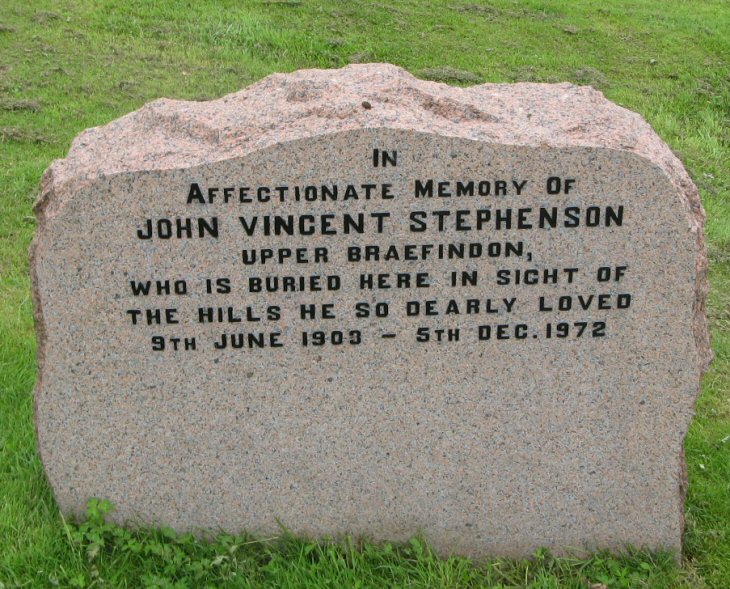 IN
AFFECTIONATE MEMORY OF
JOHN VINCENT STEPHENSON
UPPER BRAEFINDON,
WHO IS BURIED HERE IN SIGHT OF
THE HILLS HE SO DEARLY LOVED
9TH JUNE 1903 – 5TH DEC. 1972